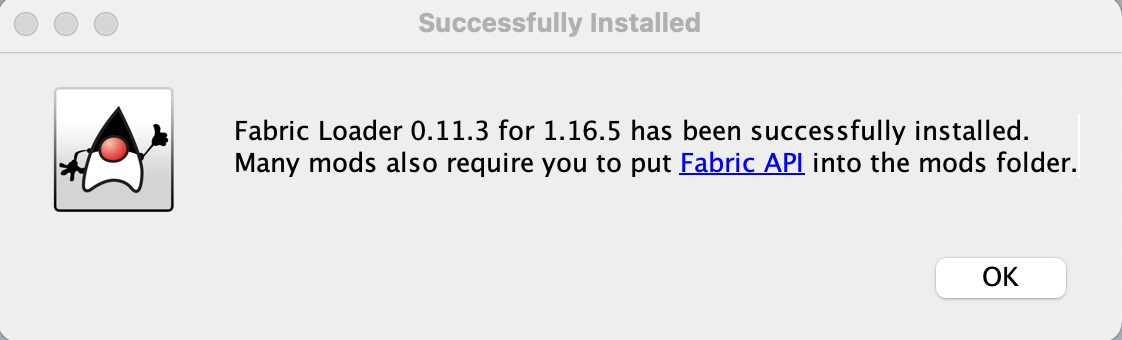 Successfully Installed
Fabric Loader 0.11.3 for 1.16.5 has been successfully installed.
Many mods also require you to put Fabric API into the mods folder.
OK